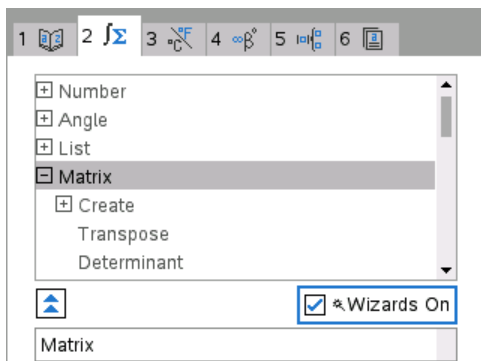 1 2 ∫Σ 3 °C °F 4 ∞β° 5 6
Number
Angle
List
Matrix
Create
Transpose
Determinant
Wizards On
Matrix